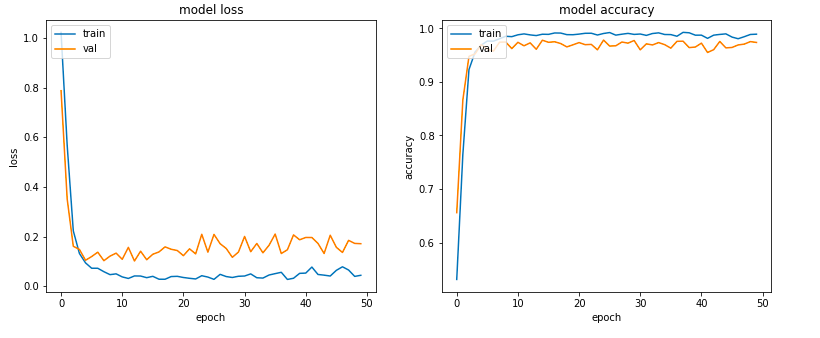 model loss
train
val
1.0
0.8
0.6
0.4
0.2
0.0
loss
0 10 20 30 40 50
epoch
model accuracy
train
val
1.0
0.9
0.8
0.7
0.6
accuracy
0 10 20 30 40 50
epoch